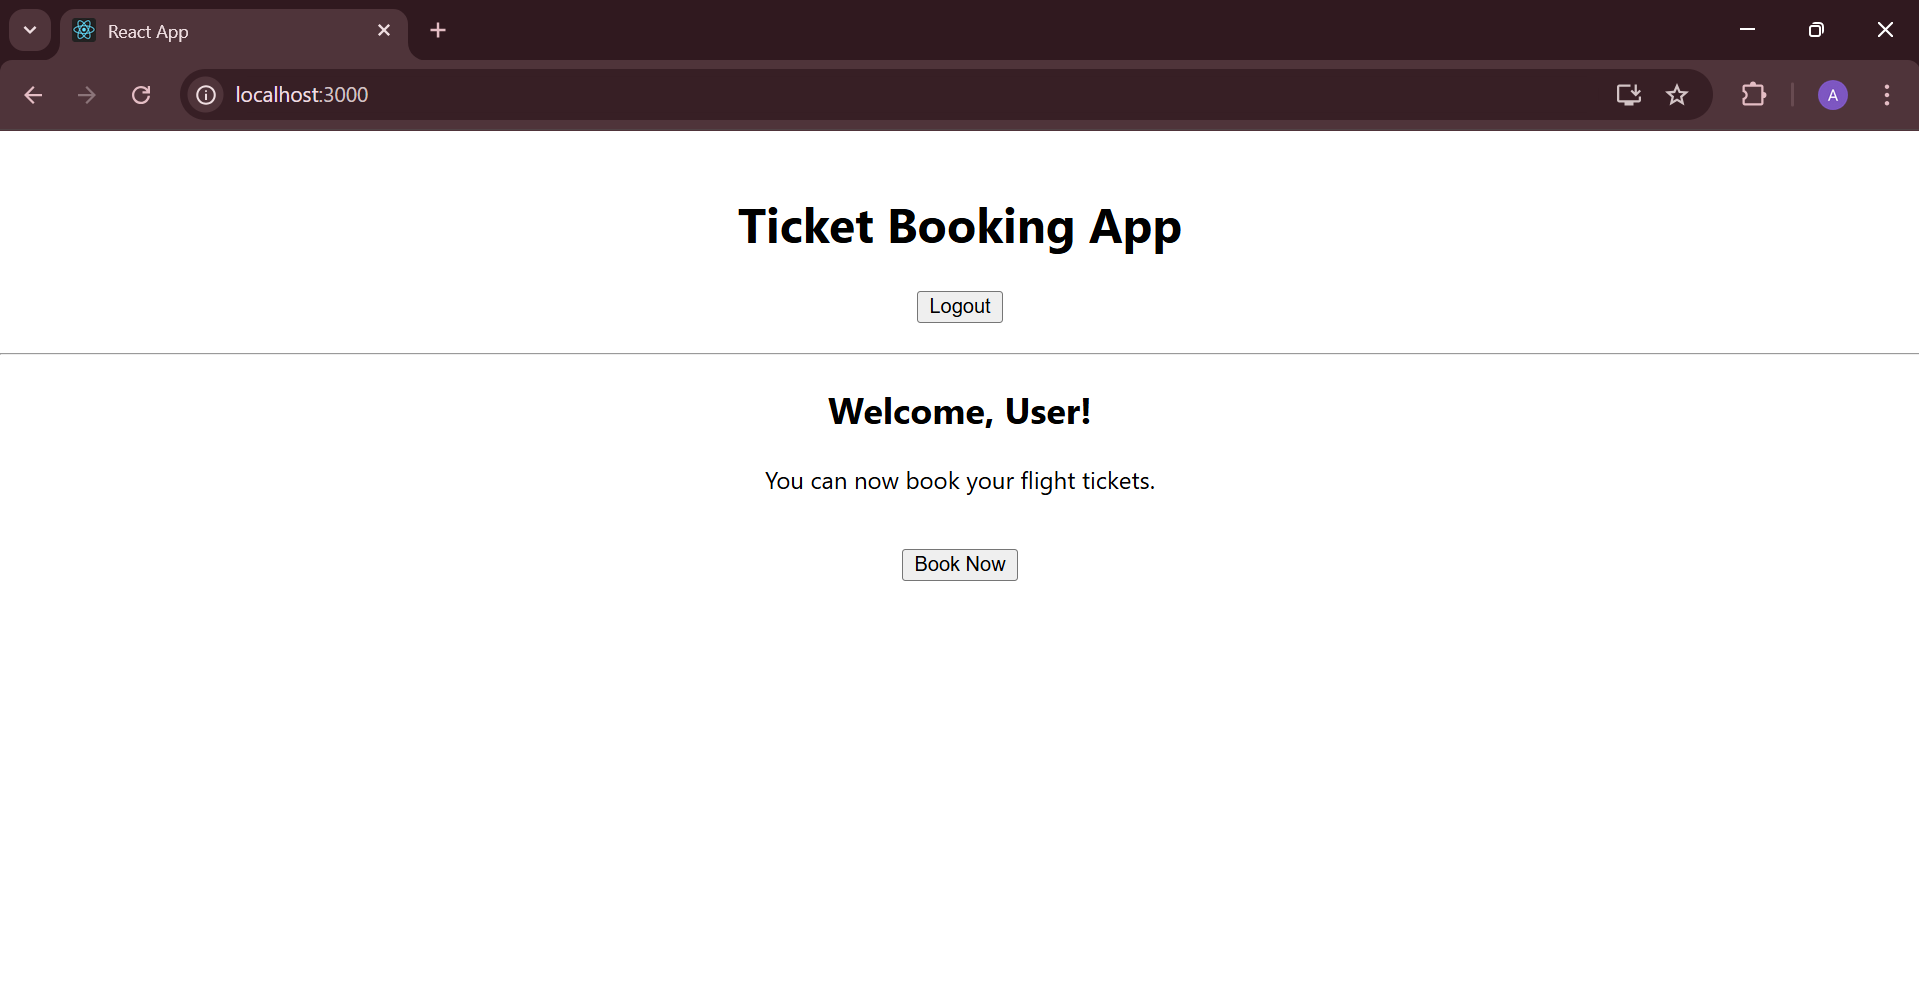 React App
localhost:3000
A
Ticket Booking App
Logout
Welcome, User!
You can now book your flight tickets.
Book Now